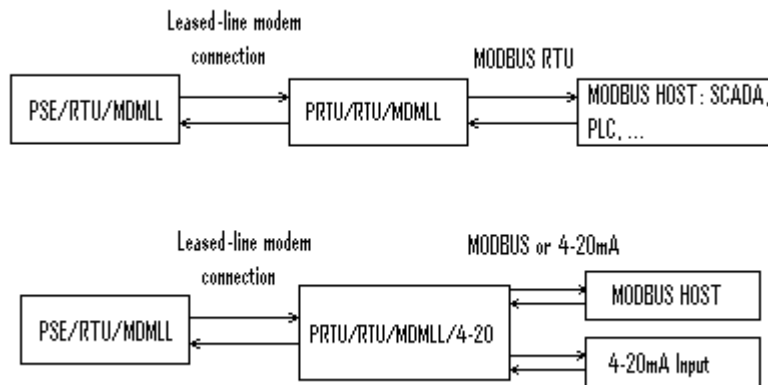 Leased-line modem
connection
MODBUS RTU
PSE/RTU/MDMLL
PRTU/RTU/MDMLL
MODBUS HOST: SCADA,
PLC, ...
Leased-line modem
connection
MODBUS or 4-20mA
PSE/RTU/MDMLL
PRTU/RTU/MDMLL/4-20
MODBUS HOST
4-20mA Input